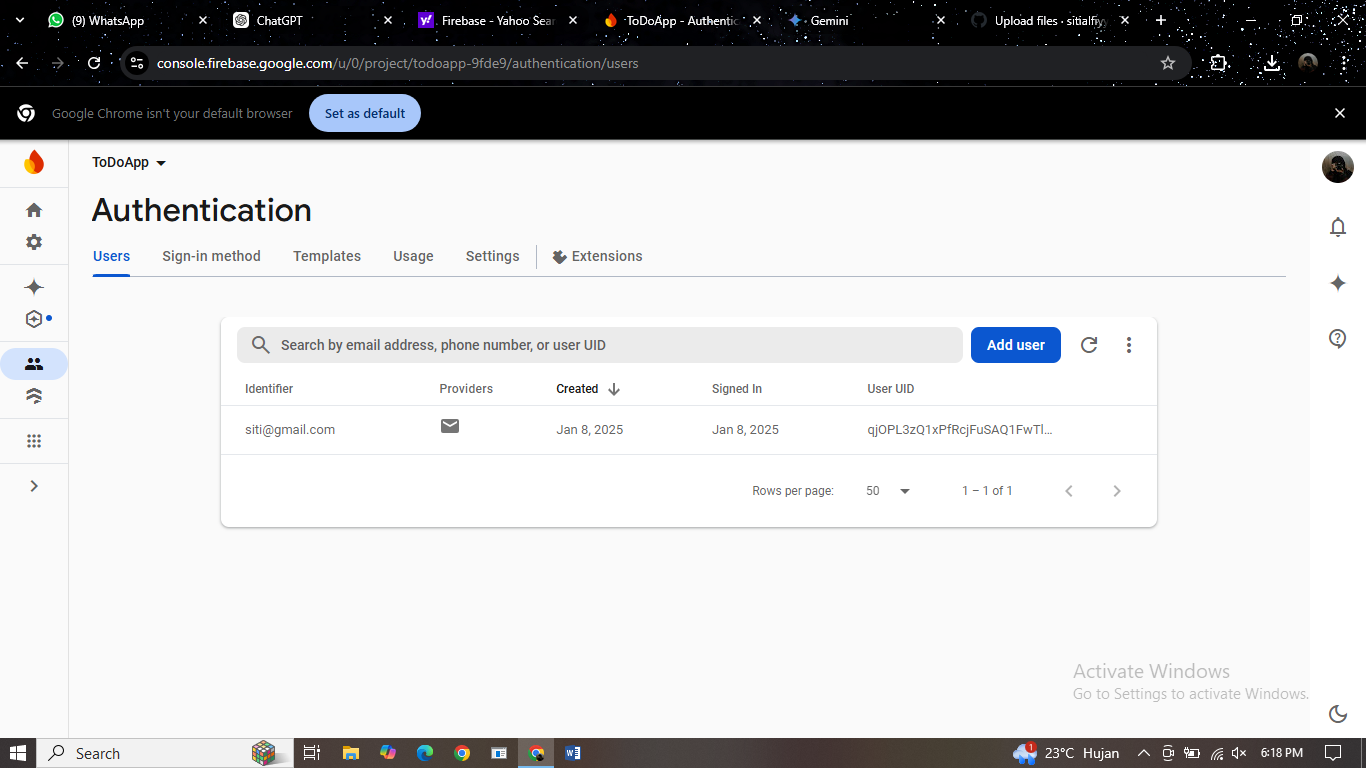 (9) WhatsApp
ChatGPT
Firebase - Yahoo Sear
ToDoApp - Authentic
Gemini
Upload files · sitialfiy
console.firebase.google.com/u/0/project/todoapp-9fde9/authentication/users
Google Chrome isn't your default browser
Set as default
ToDoApp
Authentication
Users
Sign-in method
Templates
Usage
Settings
Extensions
Search by email address, phone number, or user UID
Add user
Identifier
Providers
Created
Signed In
User UID
siti@gmail.com
Jan 8, 2025
Jan 8, 2025
qjOPL3zQ1xPfRcjFuSAQ1FwTl...
Rows per page:
50
1 – 1 of 1
Activate Windows
Go to Settings to activate Windows.
Search
1
23°C Hujan
6:18 PM